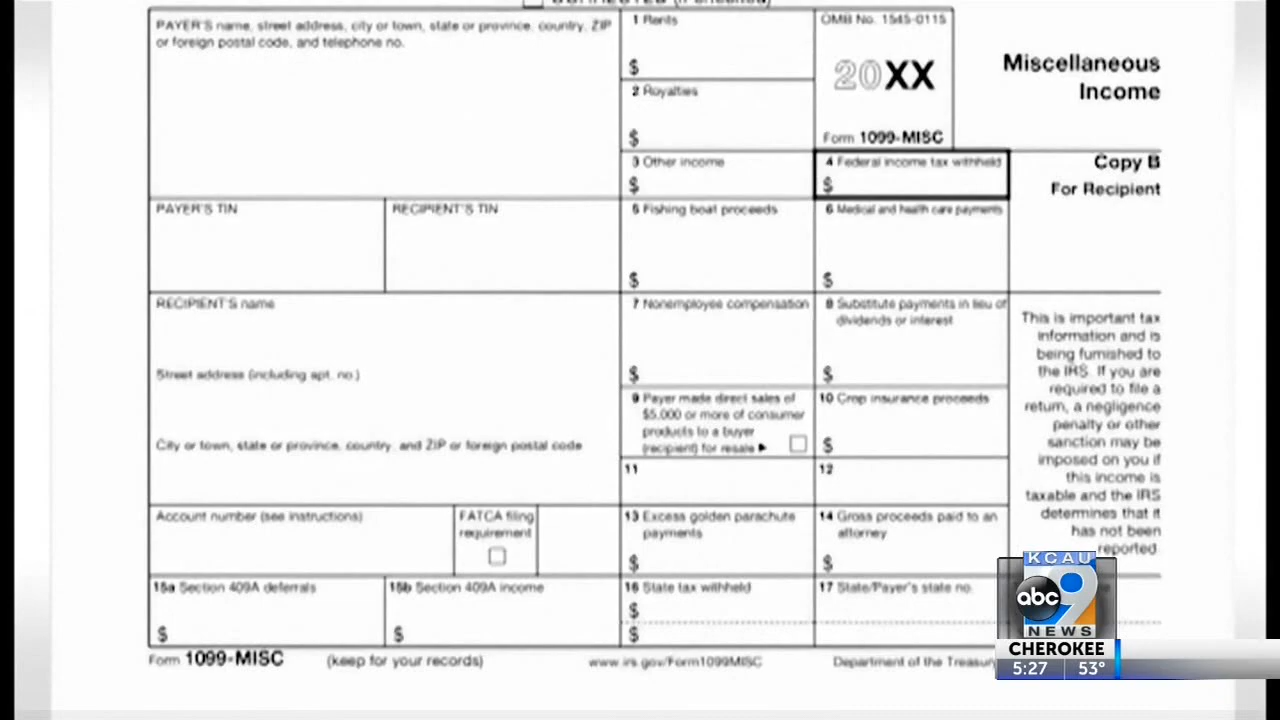 PAYER'S name, street address, city or town, state or province, country, ZIP
or foreign postal code, and telephone no.
1 Rents
$
OMB No. 1545-0115
20XX
Form 1099-MISC
Miscellaneous
Income
2 Royalties
$
3 Other income
$
4 Federal income tax withheld
$
Copy B
For Recipient
PAYER'S TIN
RECIPIENT'S TIN
5 Fishing boat proceeds
$
6 Medical and health care payments
$
RECIPIENT'S name
Street address (including apt. no.)
City or town, state or province, country, and ZIP or foreign postal code
7 Nonemployee compensation
$
8 Substitute payments in lieu of
dividends or interest
$
This is important tax
information and is
being furnished to
the IRS. If you are
required to file a
return, a negligence
penalty or other
sanction may be
imposed on you if
this income is
taxable and the IRS
determines that it
has not been
reported.
9 Payer made direct sales of
$5,000 or more of consumer
products to a buyer
(recipient) for resale ►
10 Crop insurance proceeds
$
11
12
Account number (see instructions)
FATCA filing
requirement
13 Excess golden parachute
payments
$
14 Gross proceeds paid to an
attorney
$
15a Section 409A deferrals
$
15b Section 409A income
$
16 State tax withheld
$
$
17 State/Payer's state no.
Form 1099-MISC
(keep for your records)
www.irs.gov/Form1099MISC
Department of the Treasury
KCAU
abc 9
NEWS
CHEROKEE
5:27 53°